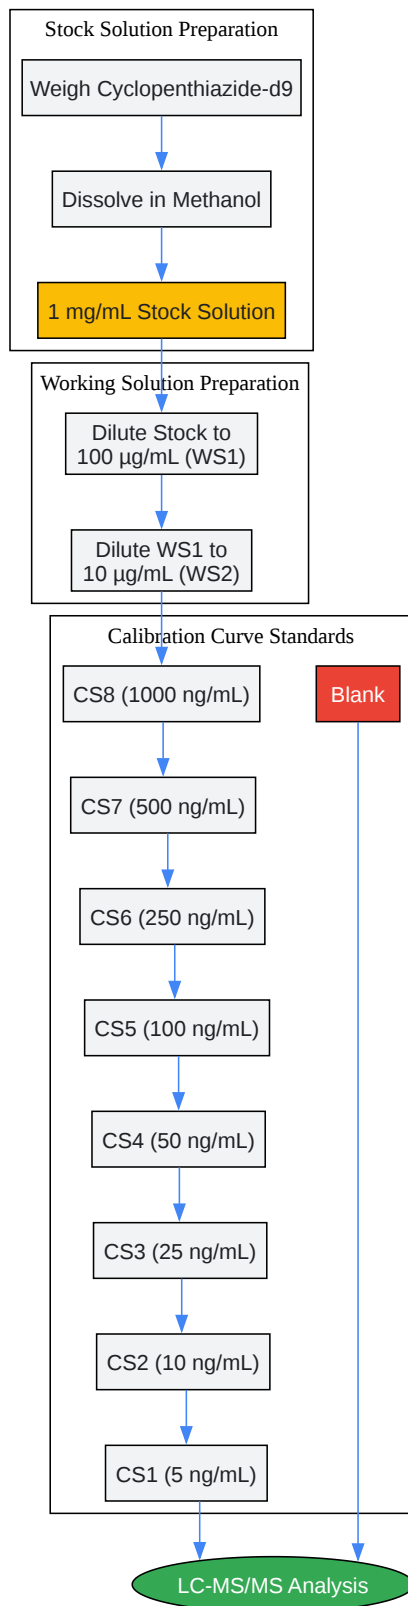 Stock Solution Preparation
Weigh Cyclopenthiazide-d9
Dissolve in Methanol
1 mg/mL Stock Solution
Working Solution Preparation
Dilute Stock to
100 µg/mL (WS1)
Dilute WS1 to
10 µg/mL (WS2)
Calibration Curve Standards
CS8 (1000 ng/mL)
Blank
CS7 (500 ng/mL)
CS6 (250 ng/mL)
CS5 (100 ng/mL)
CS4 (50 ng/mL)
CS3 (25 ng/mL)
CS2 (10 ng/mL)
CS1 (5 ng/mL)
LC-MS/MS Analysis